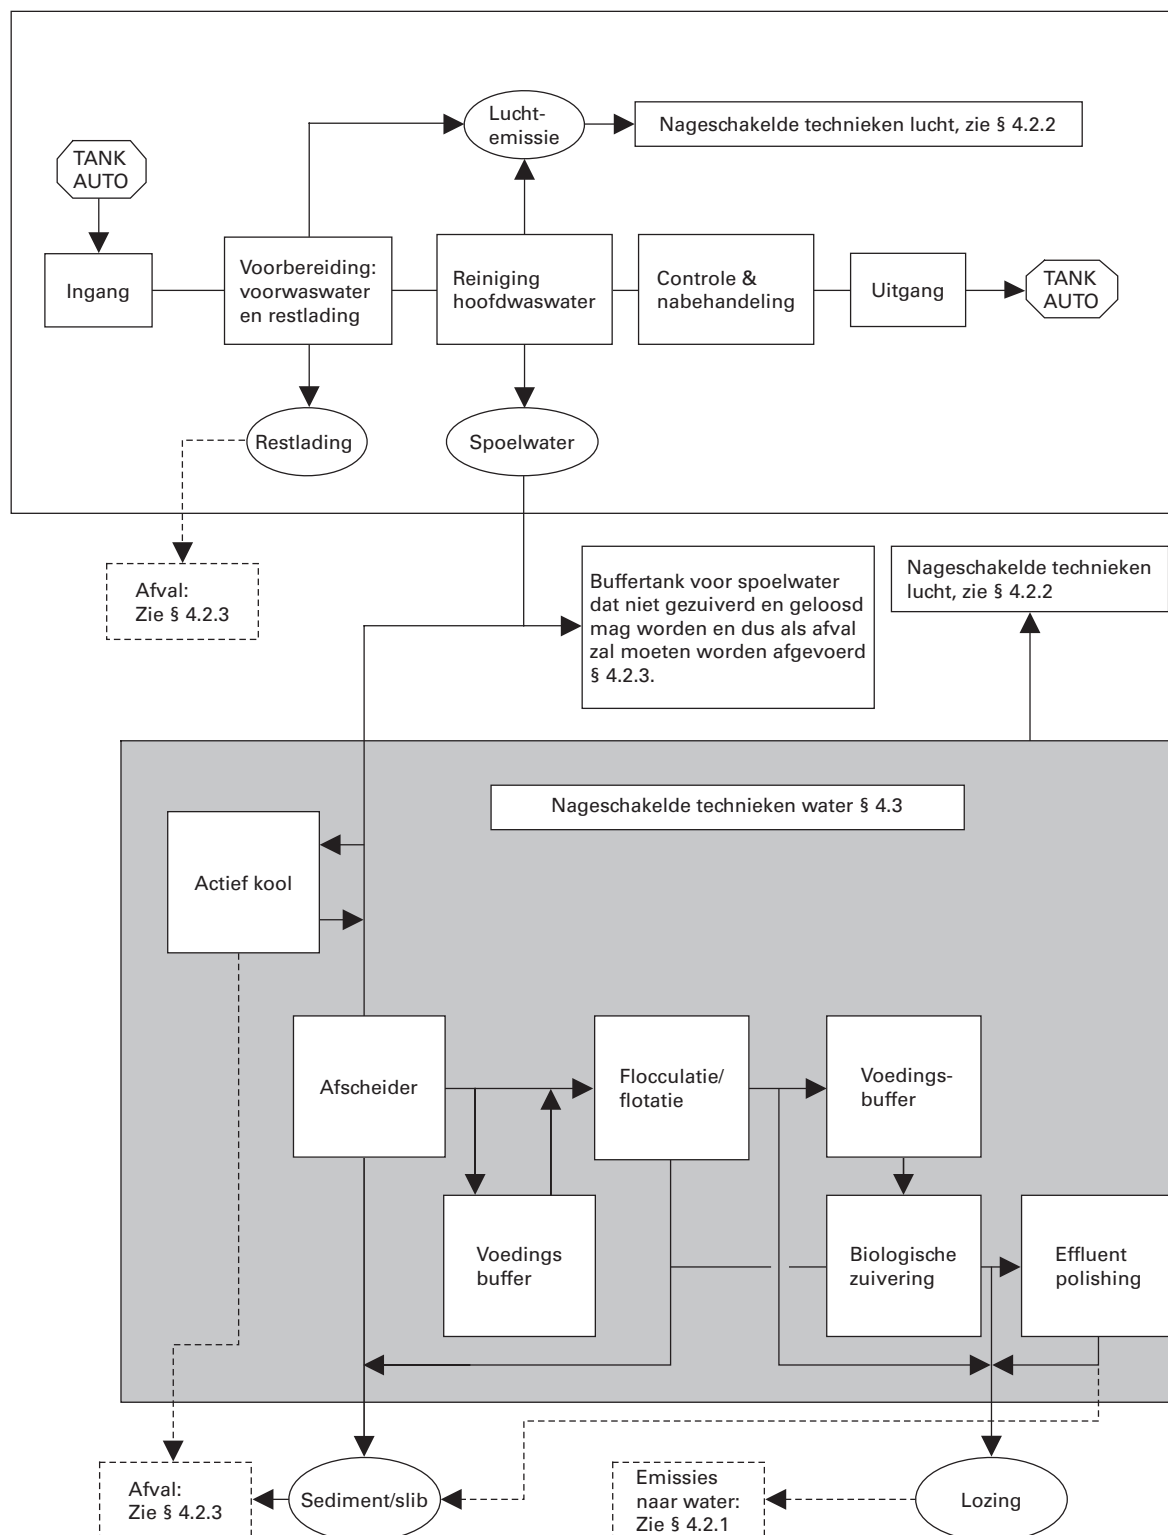 Lucht-
emissie
Nageschakelde technieken lucht, zie § 4.2.2
TANK
AUTO
Ingang
Voorbereiding:
voorwaswater
en restlading
Reiniging
hoofdwaswater
Controle &
nabehandeling
Uitgang
TANK
AUTO
Restlading
Spoelwater
Afval:
Zie § 4.2.3
Buffertank voor spoelwater
dat niet gezuiverd en geloosd
mag worden en dus als afval
zal moeten worden afgevoerd
§ 4.2.3.
Nageschakelde technieken
lucht, zie § 4.2.2
Nageschakelde technieken water § 4.3
Actief kool
Afscheider
Flocculatie/
flotatie
Voedings-
buffer
Voedings
buffer
Biologische
zuivering
Effluent
polishing
Afval:
Zie § 4.2.3
Sediment/slib
Emissies
naar water:
Zie § 4.2.1
Lozing